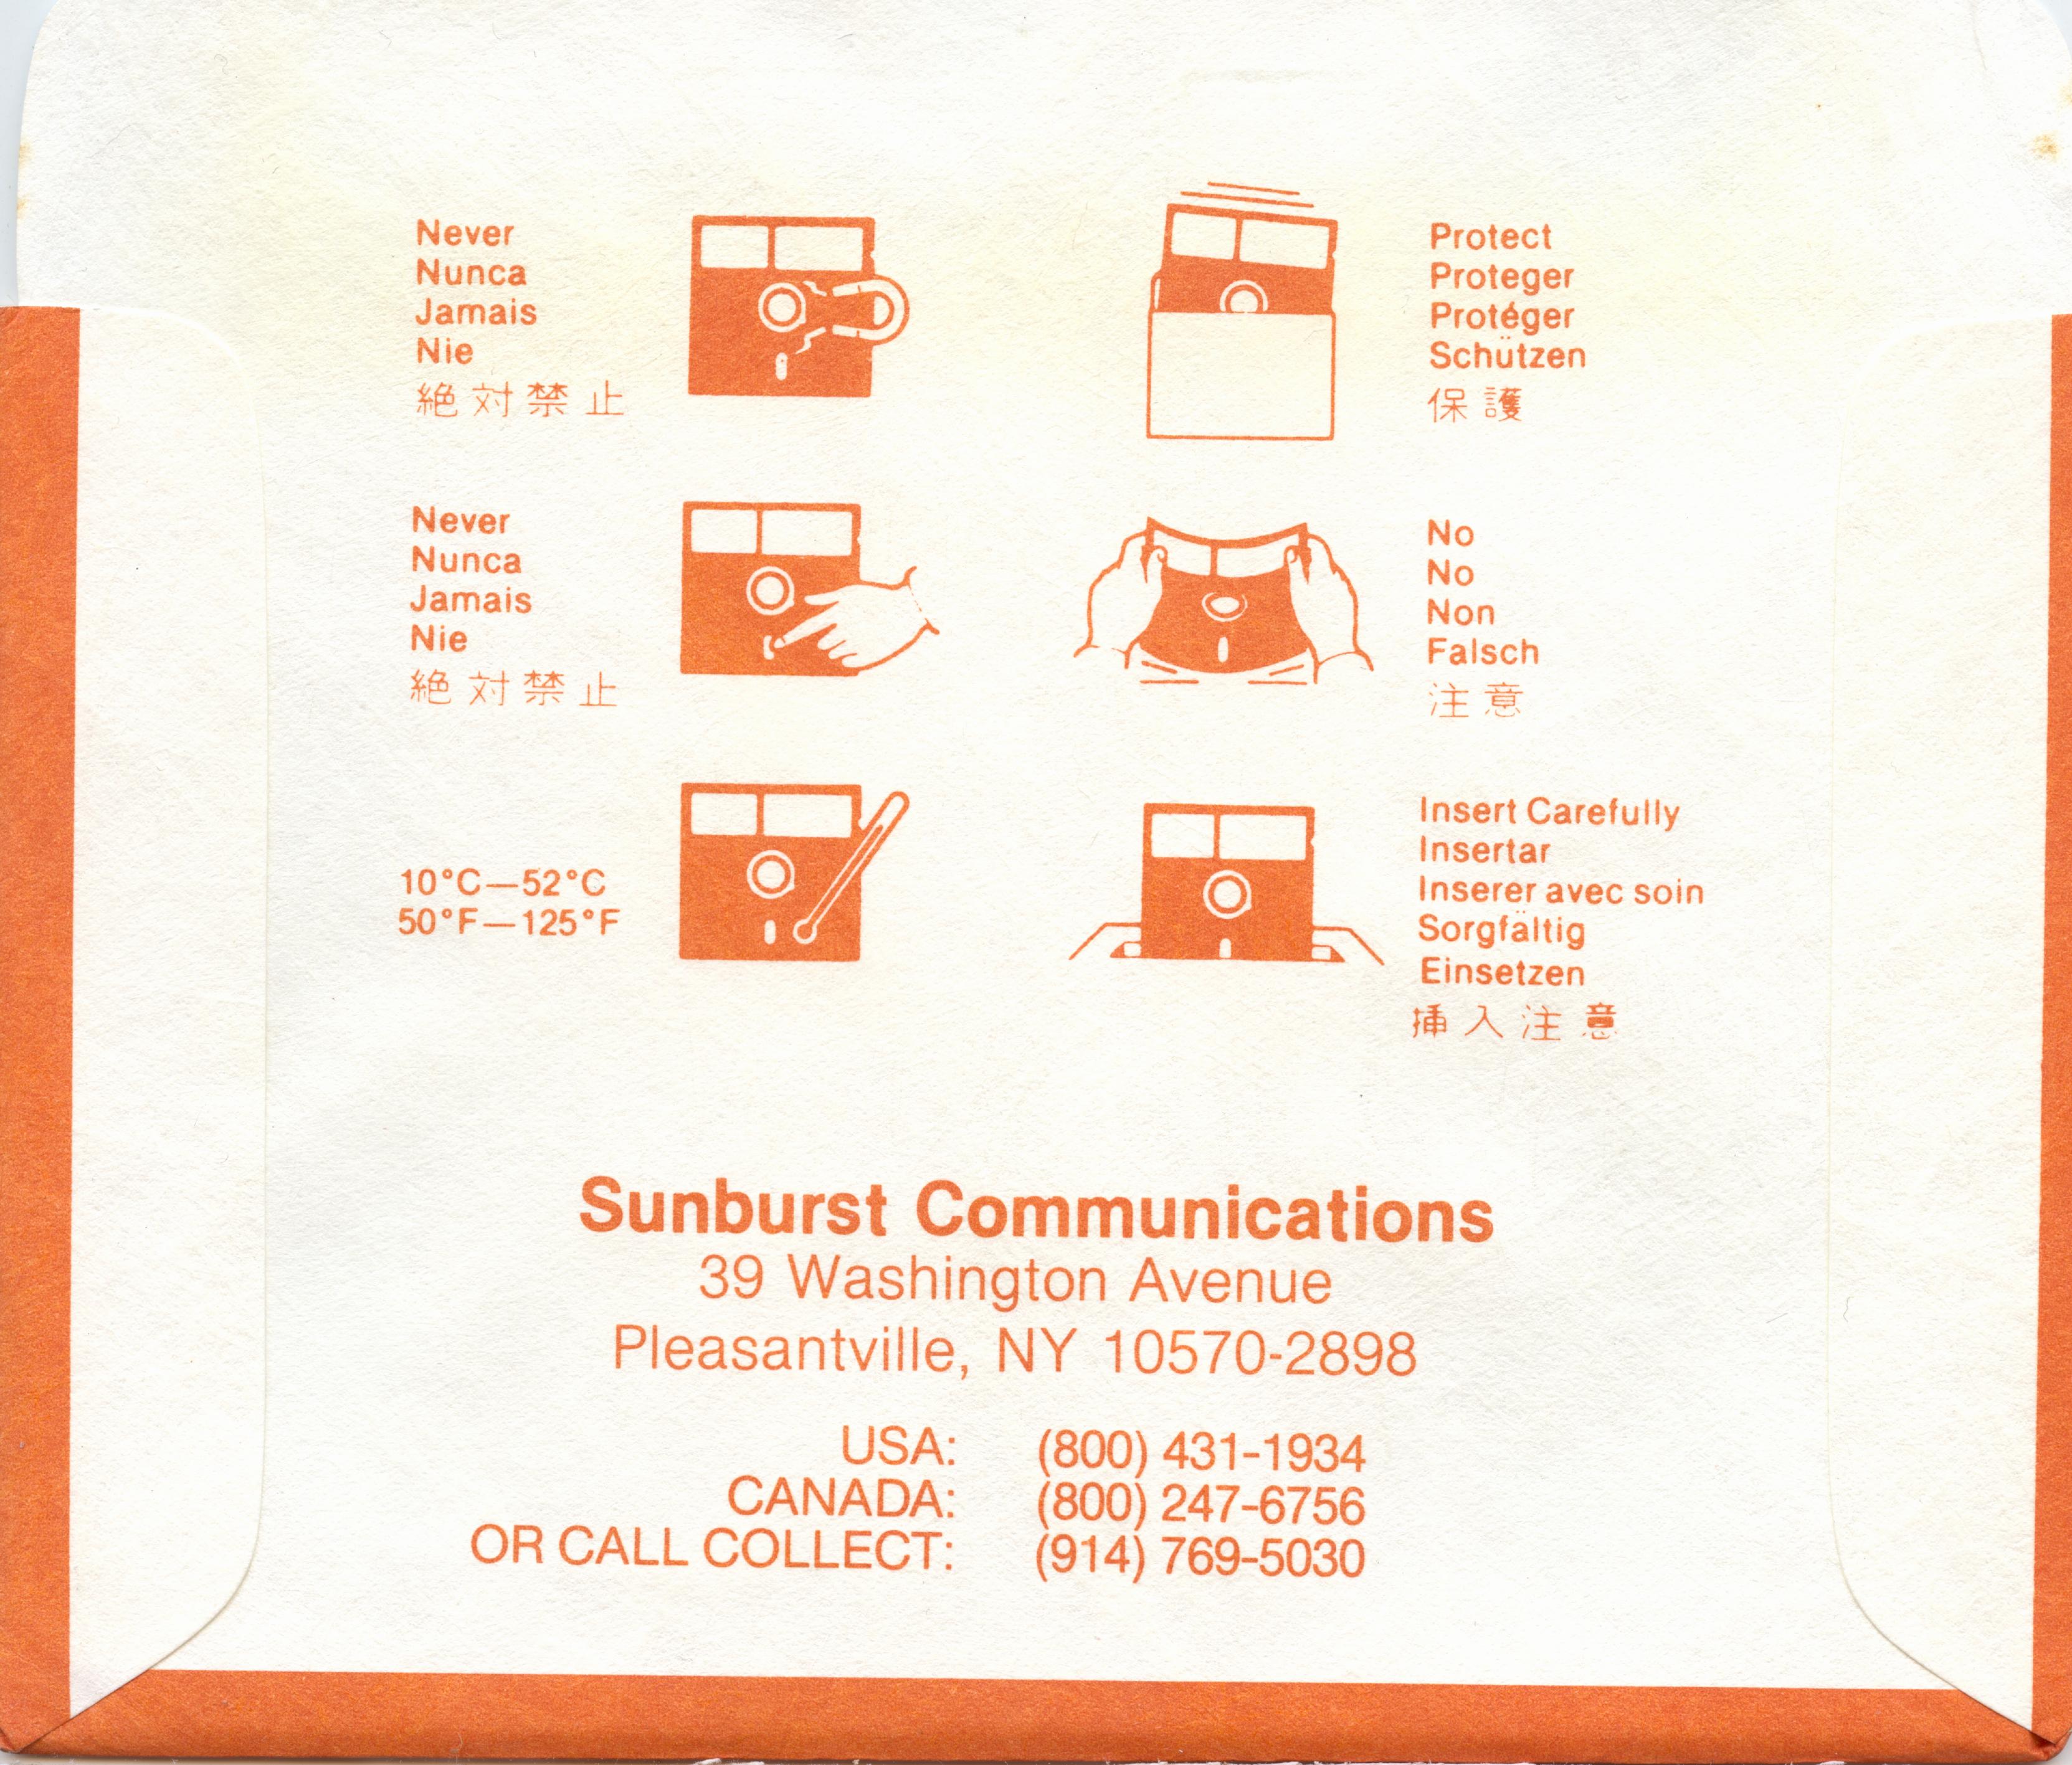 Never
Nunca
Jamais
Nie
絶対禁止
Protect
Proteger
Protéger
Schützen
保護
Never
Nunca
Jamais
Nie
絶対禁止
No
No
Non
Falsch
注意
10°C—52°C
50°F—125°F
Insert Carefully
Insertar
Inserer avec soin
Sorgfältig
Einsetzen
挿入注意
Sunburst Communications
39 Washington Avenue
Pleasantville, NY 10570-2898
USA: (800) 431-1934
CANADA: (800) 247-6756
OR CALL COLLECT: (914) 769-5030